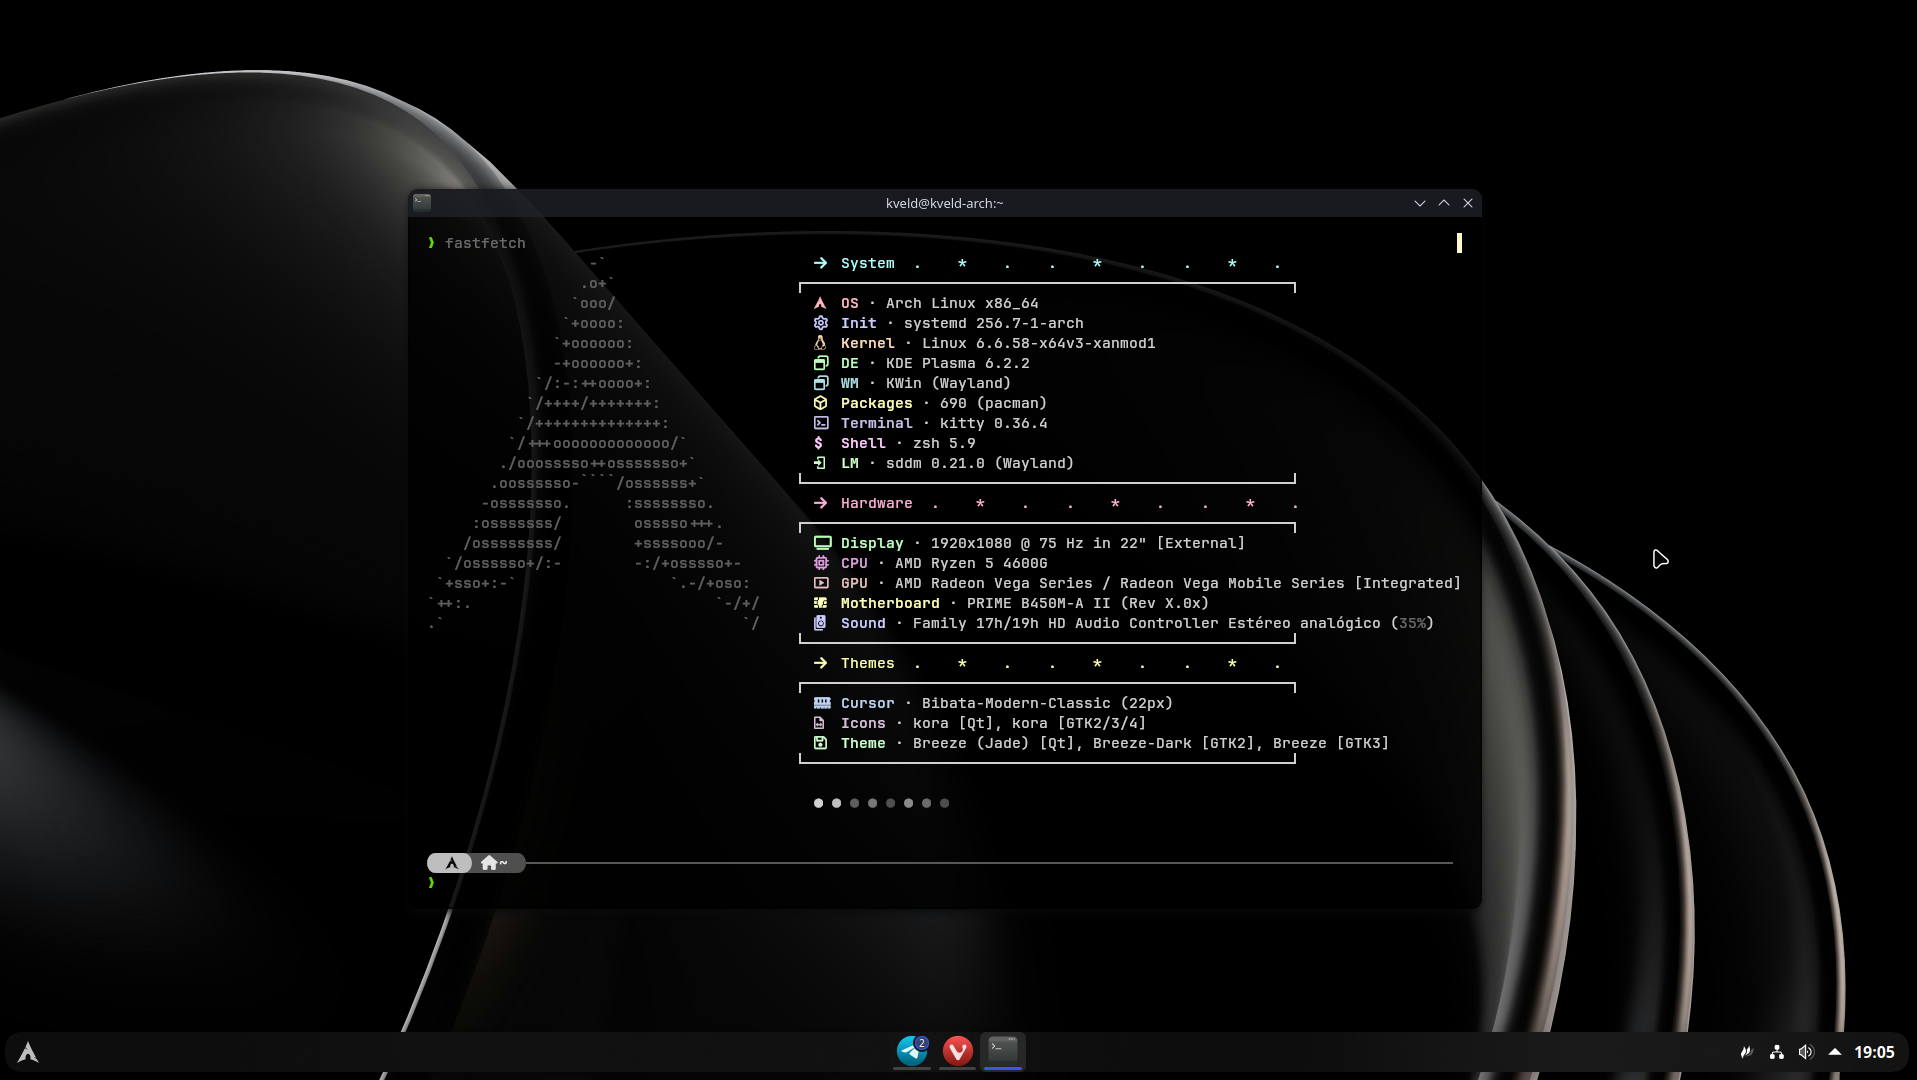 kveld@kveld-arch:~
❯ fastfetch
-`
.o+`
`ooo/
`+oooo:
`+oooooo:
-+oooooo+:
`/:-:++oooo+:
`/++++/+++++++:
`/++++++++++++++:
`/+++ooooooooooooo/`
./ooosssso++osssssso+`
.oossssso-````/ossssss+`
-osssssso.      :ssssssso.
:osssssss/        osssso+++.
/ossssssss/        +ssssooo/-
`/ossssso+/:-        -:/+osssso+-
`+sso+:-`                 `.-/+oso:
`++:.                           `-/+/
.`                                 `/
→ System . * . . * . . * .
OS · Arch Linux x86_64
Init · systemd 256.7-1-arch
Kernel · Linux 6.6.58-x64v3-xanmod1
DE · KDE Plasma 6.2.2
WM · KWin (Wayland)
Packages · 690 (pacman)
Terminal · kitty 0.36.4
$ Shell · zsh 5.9
LM · sddm 0.21.0 (Wayland)
→ Hardware . * . . * . . * .
Display · 1920x1080 @ 75 Hz in 22" [External]
CPU · AMD Ryzen 5 4600G
GPU · AMD Radeon Vega Series / Radeon Vega Mobile Series [Integrated]
Motherboard · PRIME B450M-A II (Rev X.0x)
Sound · Family 17h/19h HD Audio Controller Estéreo analógico (35%)
→ Themes . * . . * . . * .
Cursor · Bibata-Modern-Classic (22px)
Icons · kora [Qt], kora [GTK2/3/4]
Theme · Breeze (Jade) [Qt], Breeze-Dark [GTK2], Breeze [GTK3]
~
❯
2
19:05